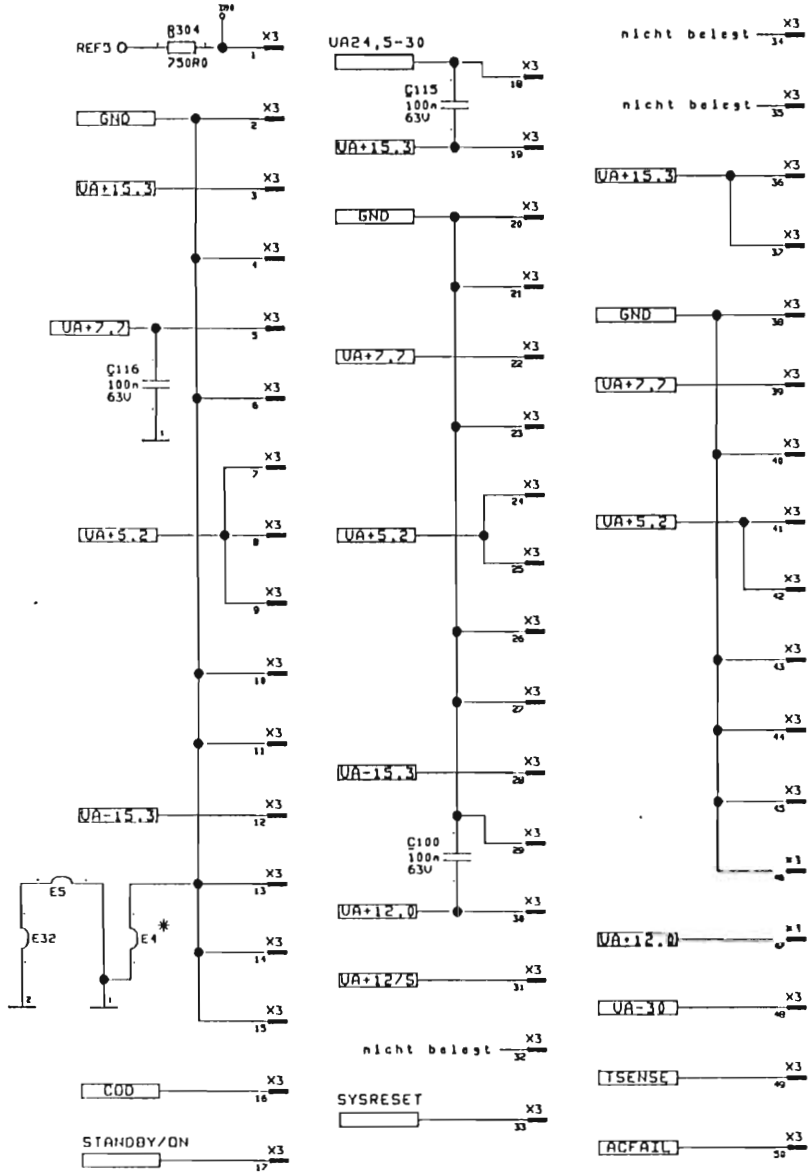 REF5
R304
750R0
X3
1
GND
X3
2
VA+15.3
X3
3
X3
4
VA+7,7
X3
5
C116
100n
63V
1
X3
6
X3
7
VA+5,2
X3
8
X3
9
X3
10
X3
11
VA-15,3
X3
12
X3
13
E5
E32
E4 *
X3
14
2
1
X3
15
COD
X3
16
STANDBY/ON
X3
17
VA24,5-30
X3
18
C115
100n
63V
VA+15.3
X3
19
GND
X3
20
X3
21
VA+7,7
X3
22
X3
23
X3
24
VA+5,2
X3
25
X3
26
X3
27
VA-15,3
X3
28
X3
29
C100
100n
63V
VA+12,0
X3
30
VA+12/5
X3
31
nicht belegt
X3
32
SYSRESET
X3
33
nicht belegt
X3
34
nicht belegt
X3
35
VA+15,3
X3
36
X3
37
GND
X3
38
VA+7,7
X3
39
X3
40
VA+5,2
X3
41
X3
42
X3
43
X3
44
X3
45
46
VA+12,0
47
VA-30
X3
48
TSENSE
X3
49
ACFAIL
X3
50